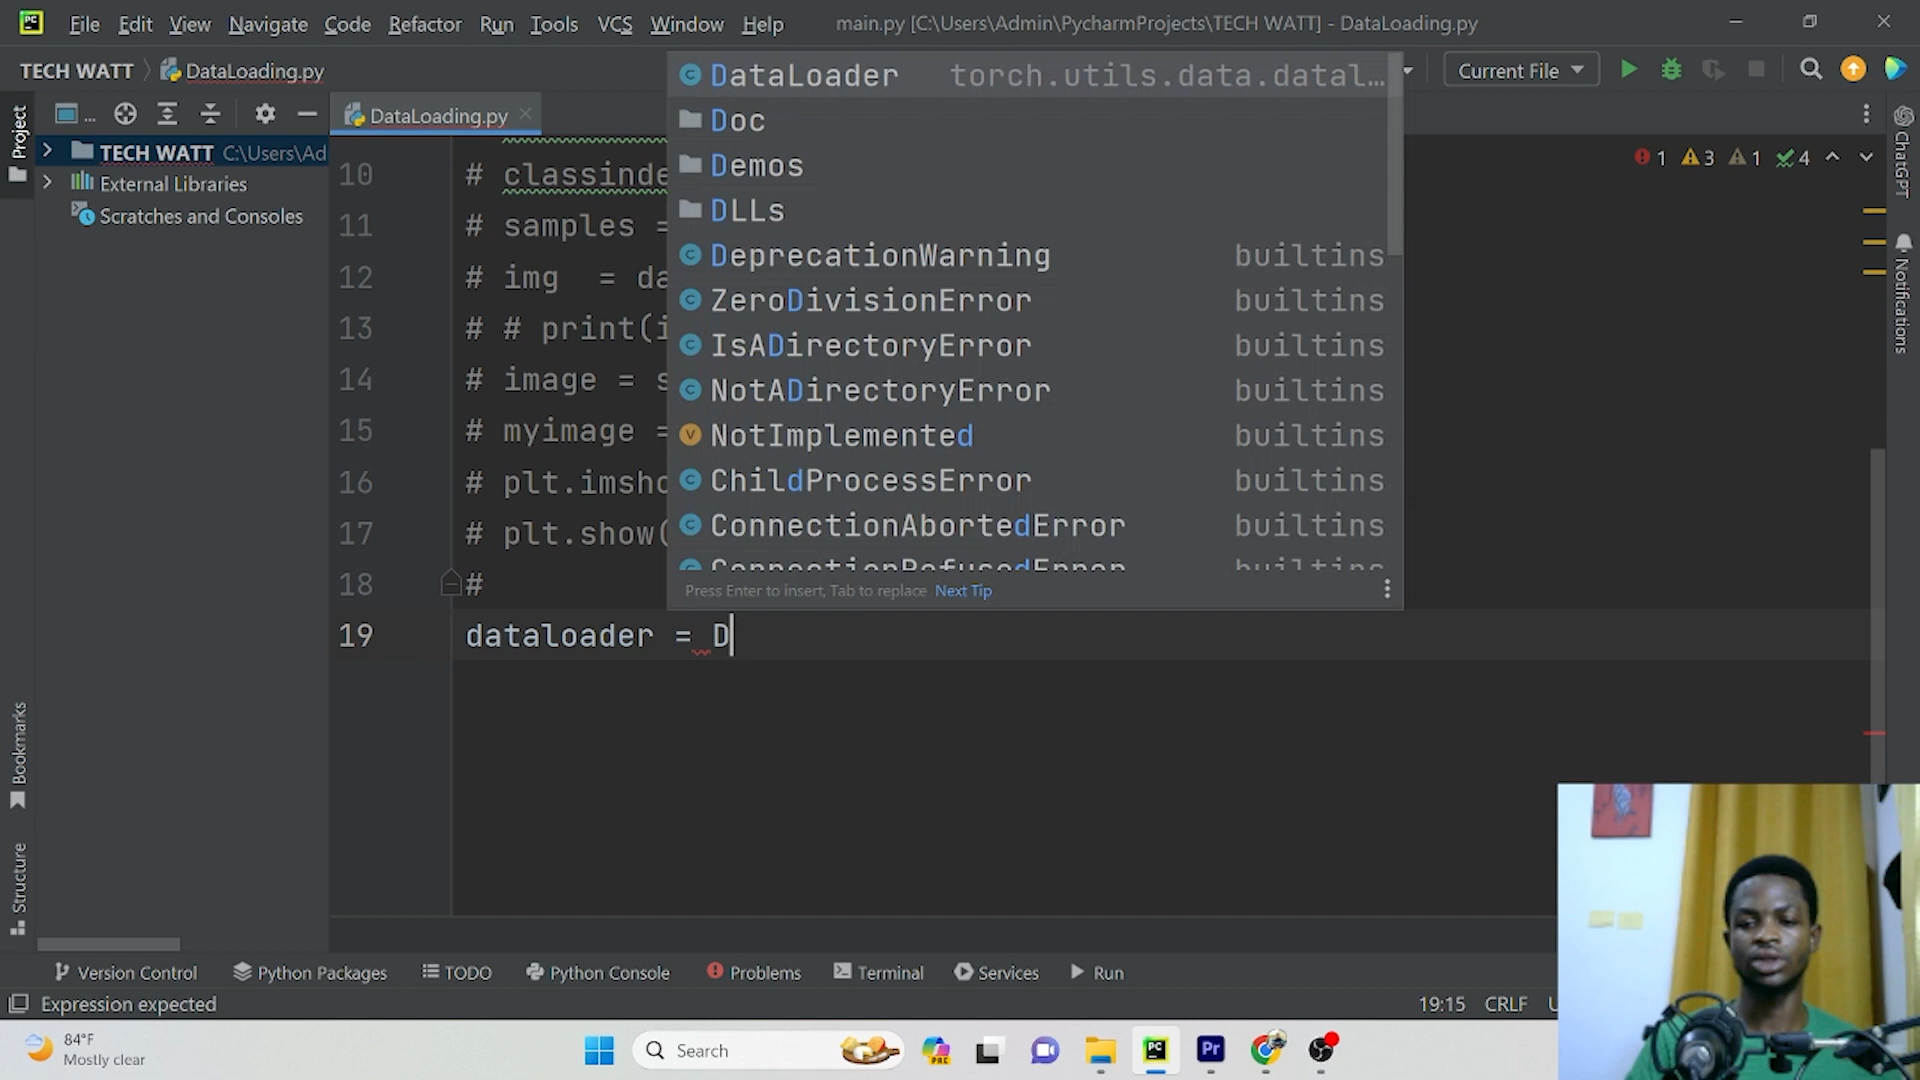 PC File Edit View Navigate Code Refactor Run Tools VCS Window Help main.py [C:\Users\Admin\PycharmProjects\TECH WATT] - DataLoading.py
TECH WATT DataLoading.py Current File
... DataLoading.py
Project
TECH WATT C:\Users\Ad
External Libraries
Scratches and Consoles
1 3 1 4
ChatGPT
Notifications
10 # classinde
11 # samples =
12 # img = da
13 # # print(i
14 # image = s
15 # myimage =
16 # plt.imsho
17 # plt.show(
18 #
19 dataloader = D
DataLoader torch.utils.data.datal...
Doc
Demos
DLLs
DeprecationWarning builtins
ZeroDivisionError builtins
IsADirectoryError builtins
NotADirectoryError builtins
NotImplemented builtins
ChildProcessError builtins
ConnectionAbortedError builtins
ConnectionRefusedError builtins
Press Enter to insert, Tab to replace Next Tip
Bookmarks
Structure
Version Control Python Packages TODO Python Console Problems Terminal Services Run
Expression expected 19:15 CRLF
84°F
Mostly clear
Search
PRE
PC
Pr